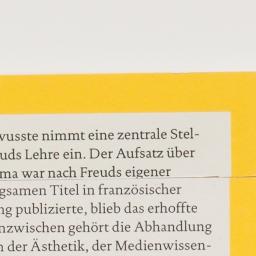 wusste nimmt eine zentrale Stel-
uds Lehre ein. Der Aufsatz über
ma war nach Freuds eigener
gsamen Titel in französischer
ng publizierte, blieb das erhoffte
nzwischen gehört die Abhandlung
n der Ästhetik, der Medienwissen-